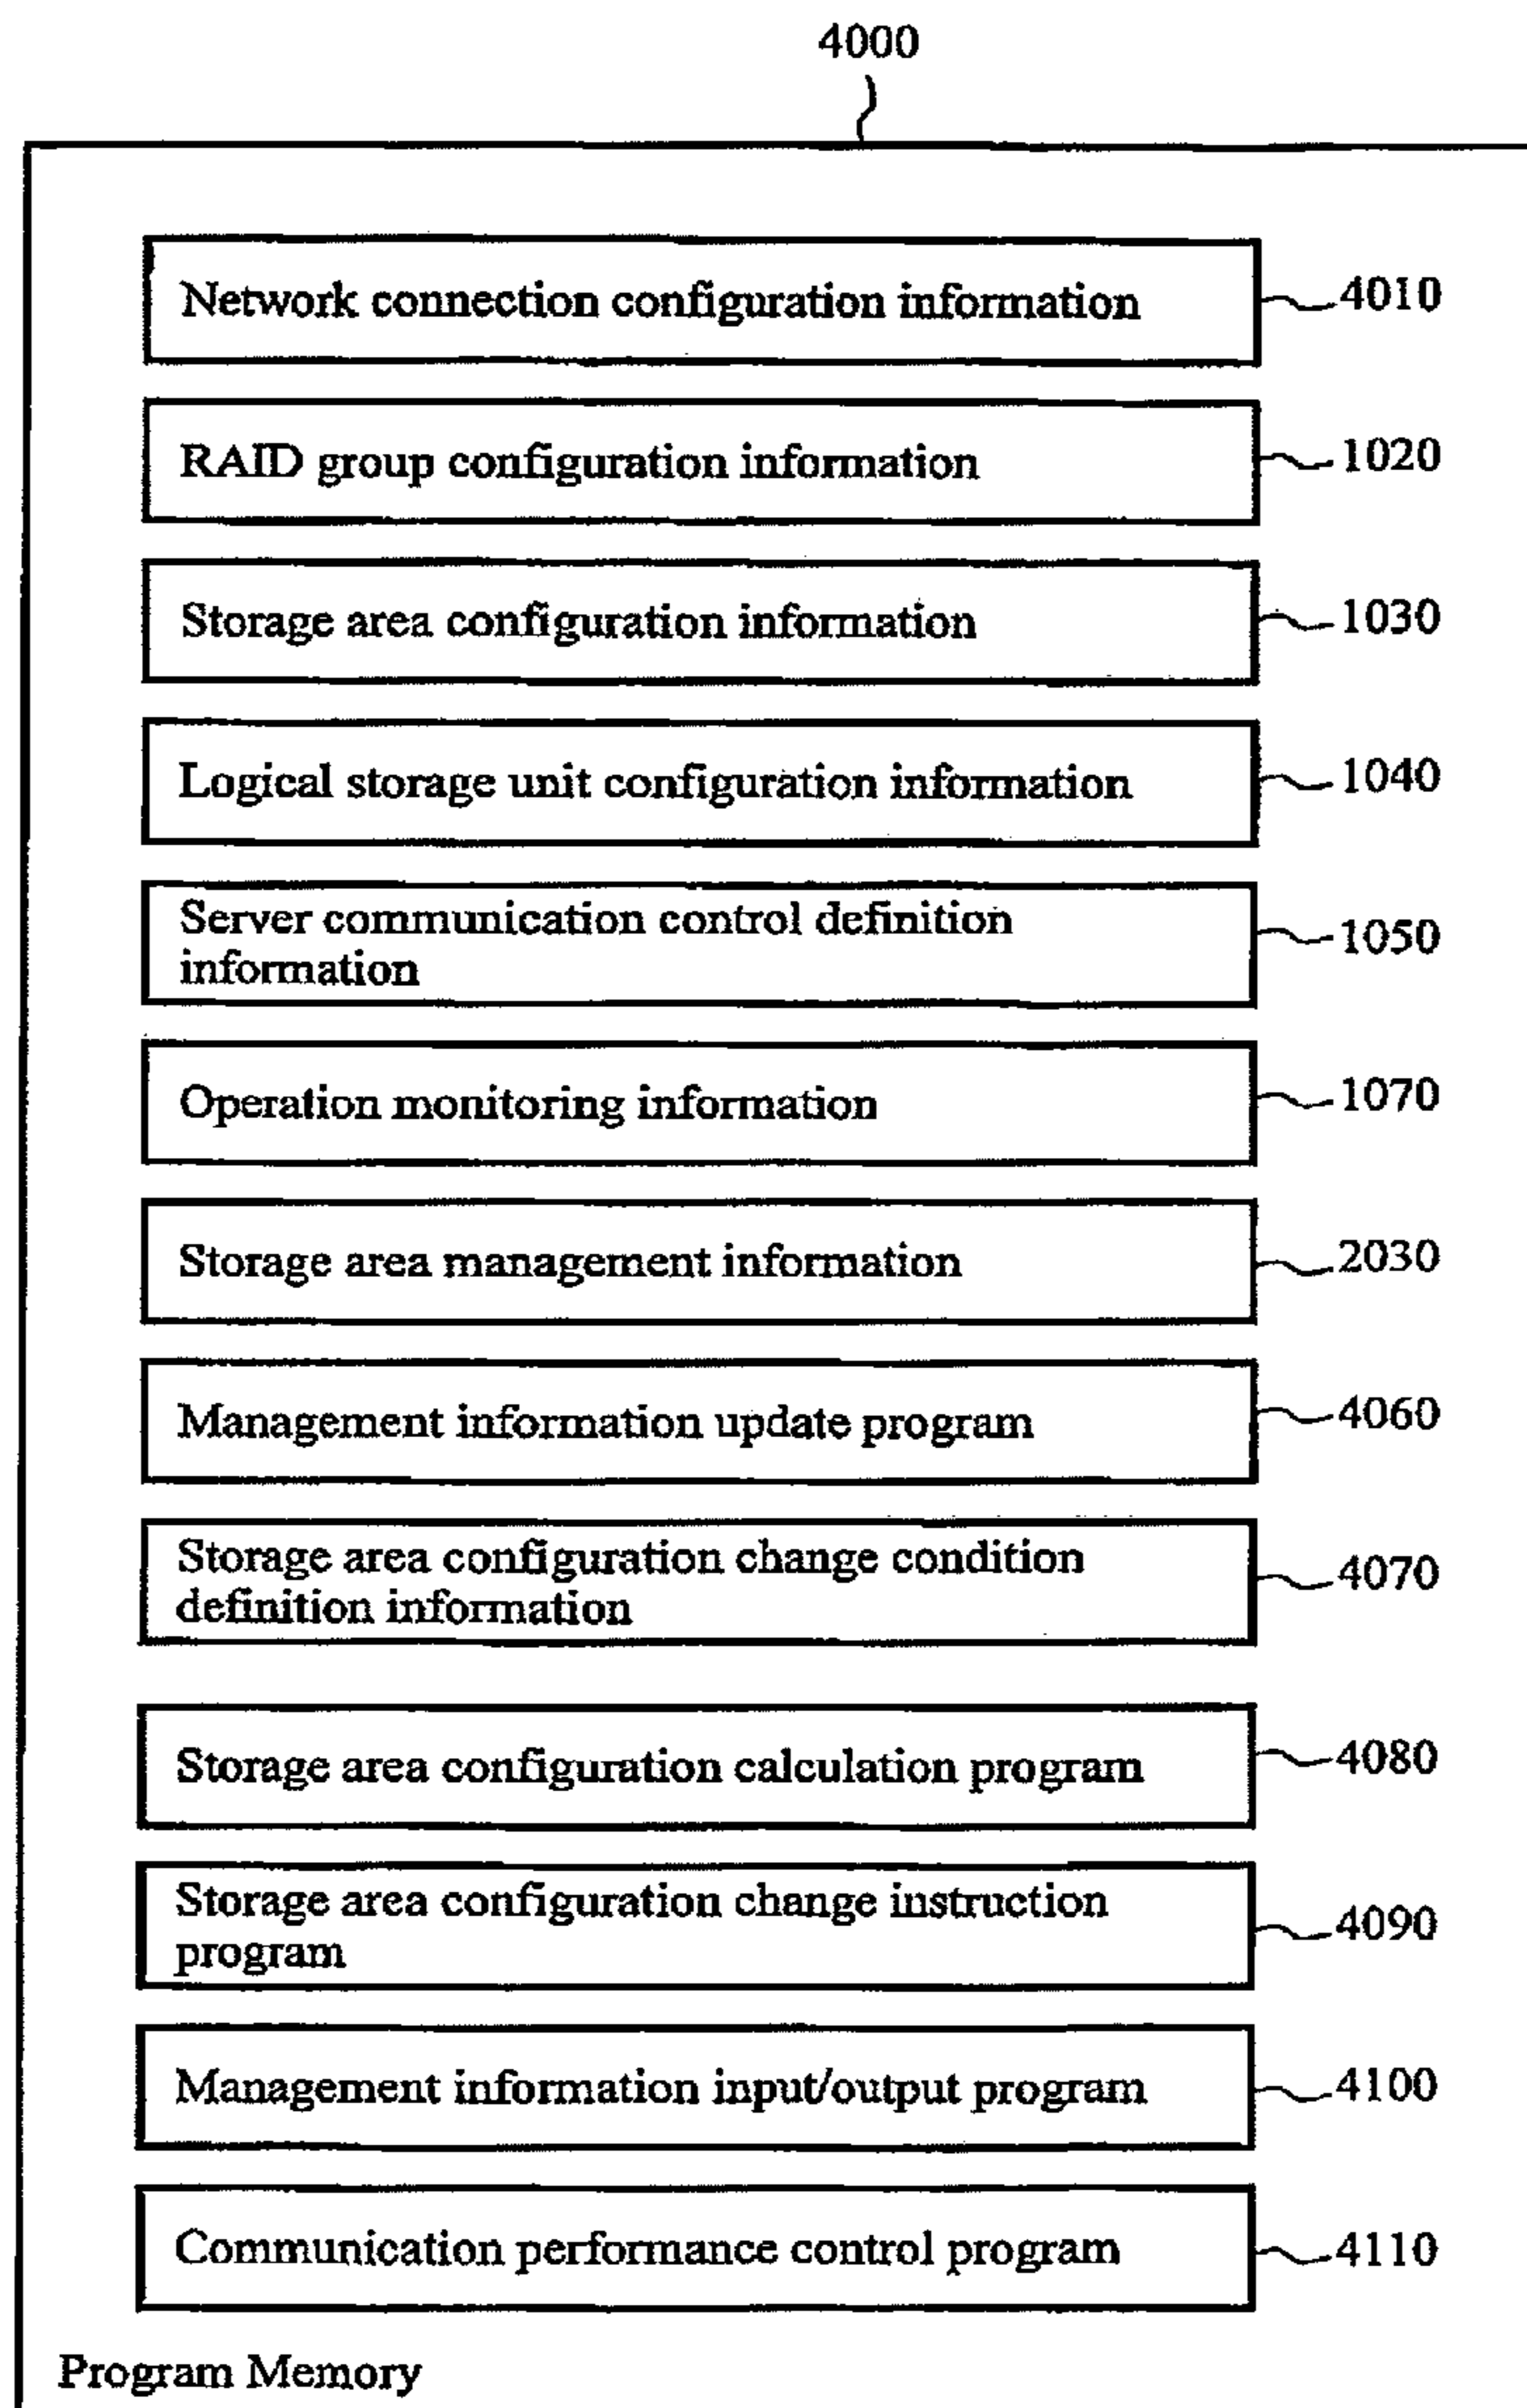 4000
Network connection configuration information 4010
RAID group configuration information 1020
Storage area configuration information 1030
Logical storage unit configuration information 1040
Server communication control definition
information 1050
Operation monitoring information 1070
Storage area management information 2030
Management information update program 4060
Storage area configuration change condition
definition information 4070
Storage area configuration calculation program 4080
Storage area configuration change instruction
program 4090
Management information input/output program 4100
Communication performance control program 4110
Program Memory